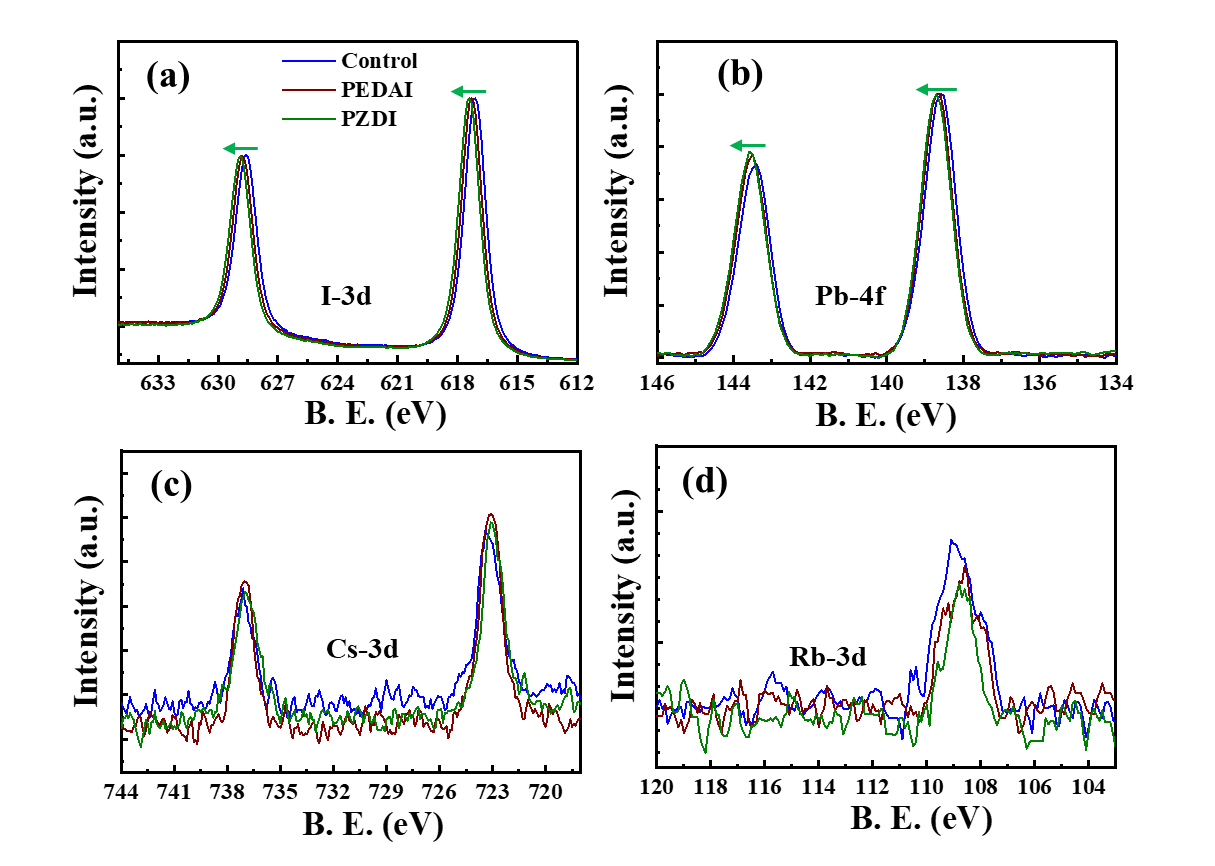 (a)
Control
PEDAI
PZDI
I-3d
Intensity (a.u.)
633 630 627 624 621 618 615 612
B. E. (eV)
(b)
Pb-4f
Intensity (a.u.)
146 144 142 140 138 136 134
B. E. (eV)
(c)
Cs-3d
Intensity (a.u.)
744 741 738 735 732 729 726 723 720
B. E. (eV)
(d)
Rb-3d
Intensity (a.u.)
120 118 116 114 112 110 108 106 104
B. E. (eV)